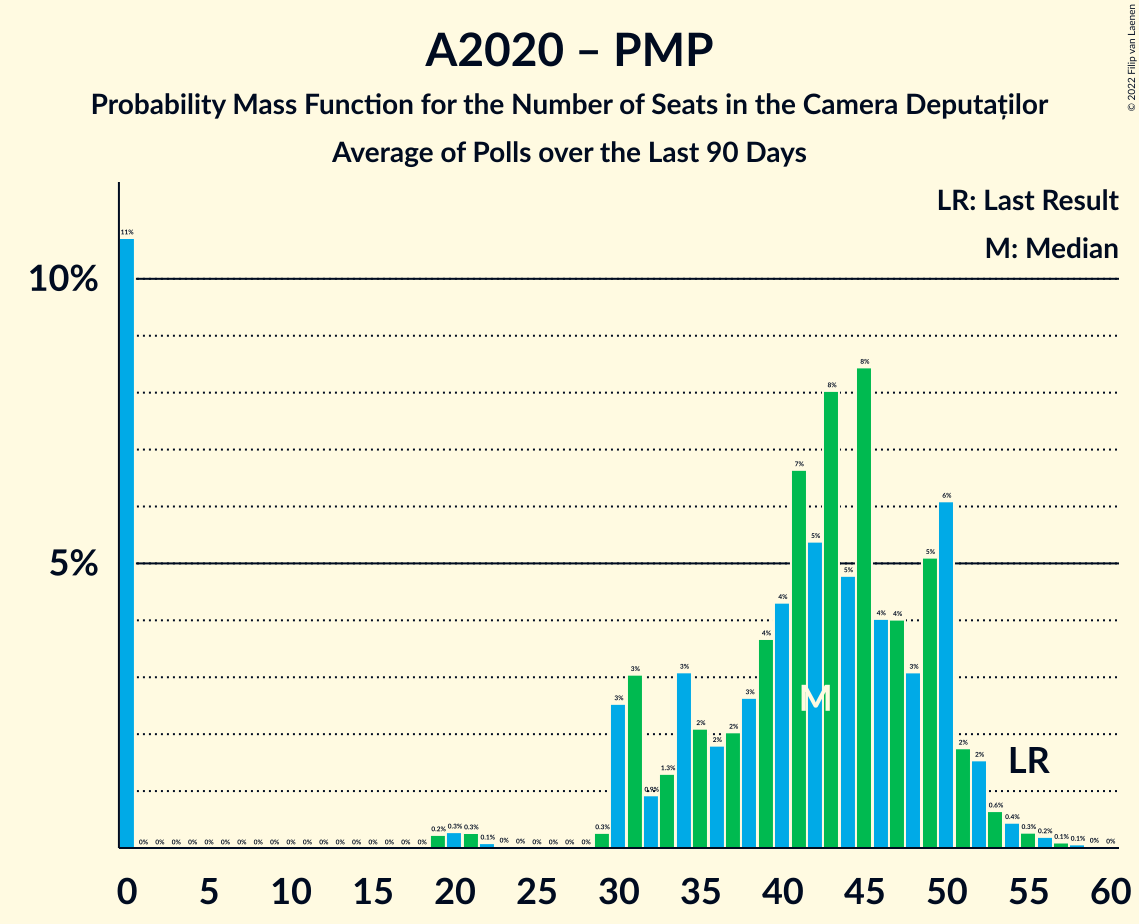 A2020 – PMP
Probability Mass Function for the Number of Seats in the Camera Deputaților
Average of Polls over the Last 90 Days
© 2022 Filip van Laenen
LR: Last Result
M: Median
10%
5%
11% 0% 0% 0% 0% 0% 0% 0% 0% 0% 0% 0% 0% 0% 0% 0% 0% 0% 0% 0.2% 0.3% 0.3% 0.1% 0% 0% 0% 0% 0% 0% 0.3% 3% 3% 0.9% 1.3% 3% 2% 2% 2% 3% 4% 4% 7% 5% 8% 5% 8% 4% 4% 3% 5% 6% 2% 2% 0.6% 0.4% 0.3% 0.2% 0.1% 0.1% 0% 0%
M
LR
0 5 10 15 20 25 30 35 40 45 50 55 60